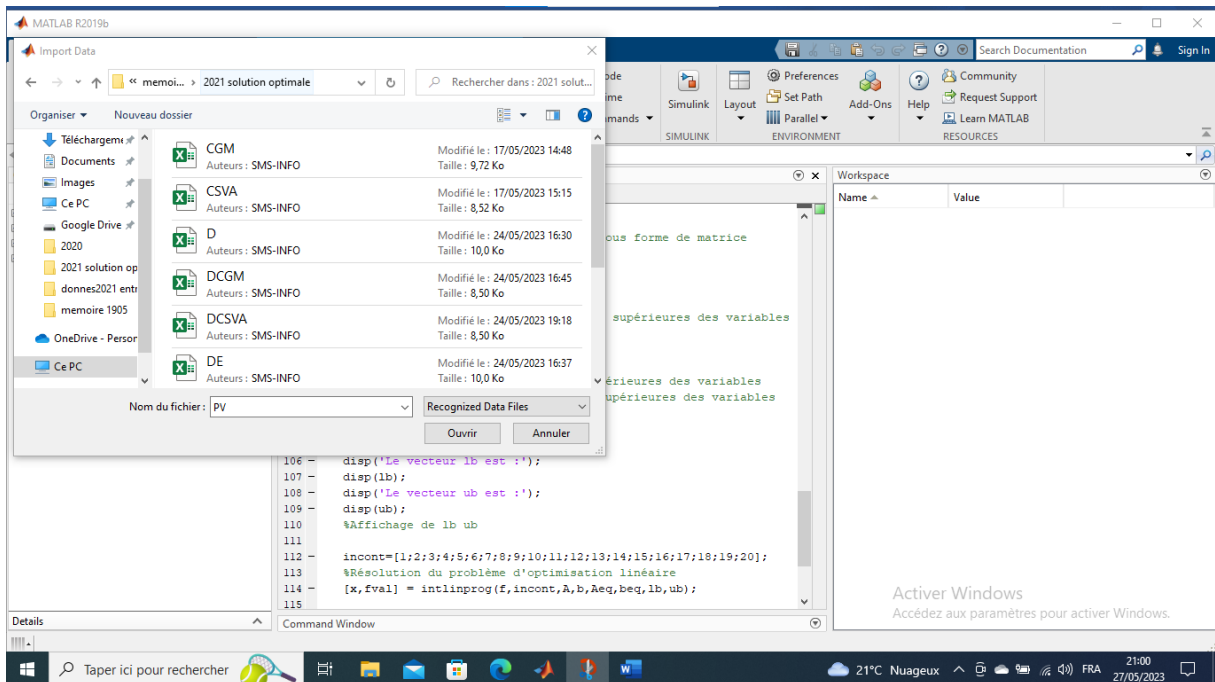 MATLAB R2019b
Import Data
Search Documentation
Sign In
« memoi... > 2021 solution optimale
Rechercher dans : 2021 solut...
Organiser
Nouveau dossier
Simulink
Layout
Preferences
Set Path
Parallel
Add-Ons
Help
Community
Request Support
Learn MATLAB
ode
ime
mmands
SIMULINK
ENVIRONMENT
RESOURCES
Documents
Images
Ce PC
Google Drive
2020
2021 solution op
donnes2021 entr
memoire 1905
OneDrive - Person
Ce PC
CGM
Modifié le : 17/05/2023 14:48
Auteurs : SMS-INFO
Taille : 9,72 Ko
CSVA
Modifié le : 17/05/2023 15:15
Auteurs : SMS-INFO
Taille : 8,52 Ko
D
Modifié le : 24/05/2023 16:30
Auteurs : SMS-INFO
Taille : 10,0 Ko
DCGM
Modifié le : 24/05/2023 16:45
Auteurs : SMS-INFO
Taille : 8,50 Ko
DCSVA
Modifié le : 24/05/2023 19:18
Auteurs : SMS-INFO
Taille : 8,50 Ko
DE
Modifié le : 24/05/2023 16:37
Auteurs : SMS-INFO
Taille : 10,0 Ko
Nom du fichier : PV
Recognized Data Files
Ouvrir
Annuler
Workspace
Name
Value
ous forme de matrice
supérieures des variables
érieures des variables
upérieures des variables
106 - disp('Le vecteur lb est :');
107 - disp(lb);
108 - disp('Le vecteur ub est :');
109 - disp(ub);
110 %Affichage de lb ub
111
112 - incont=[1;2;3;4;5;6;7;8;9;10;11;12;13;14;15;16;17;18;19;20];
113 %Résolution du problème d'optimisation linéaire
114 - [x,fval] = intlinprog(f,incont,A,b,Aeq,beq,lb,ub);
115
Details
Command Window
Activer Windows
Accédez aux paramètres pour activer Windows.
Taper ici pour rechercher
21°C Nuageux
FRA
21:00
27/05/2023